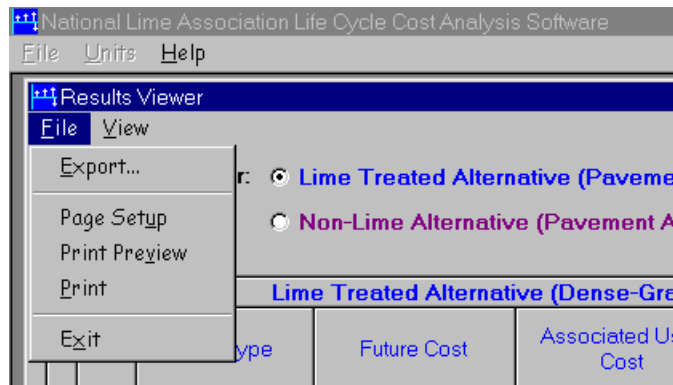 National Lime Association Life Cycle Cost Analysis Software
File Units Help
Results Viewer
File View
Export...
r: Lime Treated Alternative (Paveme
Page Setup
Non-Lime Alternative (Pavement A
Print Preview
Print
Lime Treated Alternative (Dense-Gra
Exit
ype
Future Cost
Associated Us
Cost